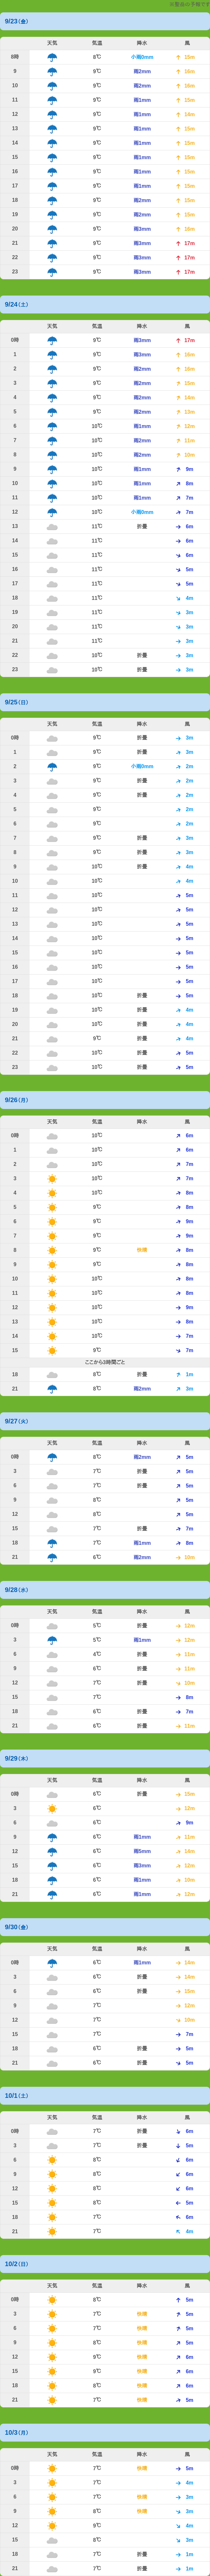 の予報です
9/23(金)
天気 気温 降水 風
8時 8℃ 小雨0mm 15m
9 9℃ 雨2mm 16m
10 9℃ 雨2mm 16m
11 9℃ 雨1mm 15m
12 9℃ 雨1mm 14m
13 9℃ 雨1mm 15m
14 9℃ 雨1mm 15m
15 9℃ 雨1mm 15m
16 9℃ 雨1mm 15m
17 9℃ 雨1mm 15m
18 9℃ 雨2mm 15m
19 9℃ 雨2mm 15m
20 9℃ 雨3mm 16m
21 9℃ 雨3mm 17m
22 9℃ 雨3mm 17m
23 9℃ 雨3mm 17m
9/24(土)
天気 気温 降水 風
0時 9℃ 雨3mm 17m
1 9℃ 雨3mm 16m
2 9℃ 雨2mm 16m
3 9℃ 雨2mm 15m
4 9℃ 雨2mm 14m
5 9℃ 雨2mm 13m
6 10℃ 雨1mm 12m
7 10℃ 雨2mm 11m
8 10℃ 雨2mm 10m
9 10℃ 雨1mm 9m
10 10℃ 雨1mm 8m
11 10℃ 雨1mm 7m
12 10℃ 小雨0mm 7m
13 11℃ 折畳 6m
14 11℃ 6m
15 11℃ 6m
16 11℃ 5m
17 11℃ 5m
18 11℃ 4m
19 11℃ 3m
20 11℃ 3m
21 11℃ 3m
22 10℃ 折畳 3m
23 10℃ 折畳 3m
9/25(日)
天気 気温 降水 風
0時 9℃ 折畳 3m
1 9℃ 折畳 3m
2 9℃ 小雨0mm 2m
3 9℃ 折畳 2m
4 9℃ 折畳 2m
5 9℃ 2m
6 9℃ 2m
7 9℃ 折畳 3m
8 9℃ 折畳 3m
9 10℃ 折畳 4m
10 10℃ 4m
11 10℃ 5m
12 10℃ 5m
13 10℃ 5m
14 10℃ 5m
15 10℃ 5m
16 10℃ 5m
17 10℃ 5m
18 10℃ 折畳 5m
19 10℃ 折畳 4m
20 10℃ 折畳 4m
21 9℃ 折畳 4m
22 10℃ 折畳 5m
23 10℃ 折畳 5m
9/26(月)
天気 気温 降水 風
0時 10℃ 6m
1 10℃ 6m
2 10℃ 7m
3 10℃ 7m
4 10℃ 8m
5 9℃ 8m
6 9℃ 9m
7 9℃ 9m
8 9℃ 快晴 8m
9 9℃ 8m
10 10℃ 8m
11 10℃ 8m
12 10℃ 9m
13 10℃ 8m
14 10℃ 7m
15 9℃ 7m
ここから3時間ごと
18 8℃ 折畳 1m
21 8℃ 雨2mm 3m
9/27(火)
天気 気温 降水 風
0時 8℃ 雨2mm 5m
3 7℃ 折畳 5m
6 7℃ 折畳 5m
9 8℃ 5m
12 8℃ 5m
15 7℃ 折畳 7m
18 7℃ 雨1mm 8m
21 6℃ 雨2mm 10m
9/28(水)
天気 気温 降水 風
0時 5℃ 折畳 12m
3 5℃ 雨1mm 12m
6 4℃ 折畳 11m
9 6℃ 折畳 11m
12 7℃ 折畳 10m
15 7℃ 8m
18 6℃ 折畳 7m
21 6℃ 折畳 11m
9/29(木)
天気 気温 降水 風
0時 6℃ 折畳 15m
3 6℃ 12m
6 6℃ 9m
9 6℃ 雨1mm 11m
12 6℃ 雨5mm 14m
15 6℃ 雨3mm 12m
18 6℃ 雨1mm 10m
21 6℃ 雨1mm 12m
9/30(金)
天気 気温 降水 風
0時 6℃ 雨1mm 14m
3 6℃ 折畳 14m
6 6℃ 折畳 15m
9 7℃ 12m
12 7℃ 10m
15 7℃ 7m
18 6℃ 折畳 5m
21 6℃ 折畳 5m
10/1(土)
天気 気温 降水 風
0時 7℃ 折畳 6m
3 7℃ 折畳 5m
6 8℃ 6m
9 8℃ 6m
12 8℃ 6m
15 8℃ 5m
18 7℃ 6m
21 7℃ 4m
10/2(日)
天気 気温 降水 風
0時 8℃ 5m
3 7℃ 快晴 5m
6 7℃ 快晴 5m
9 8℃ 快晴 5m
12 9℃ 快晴 6m
15 9℃ 快晴 6m
18 8℃ 快晴 6m
21 7℃ 快晴 5m
10/3(月)
天気 気温 降水 風
0時 7℃ 快晴 5m
3 7℃ 4m
6 7℃ 快晴 3m
9 8℃ 快晴 3m
12 9℃ 4m
15 8℃ 3m
18 7℃ 折畳 1m
21 7℃ 折畳 1m